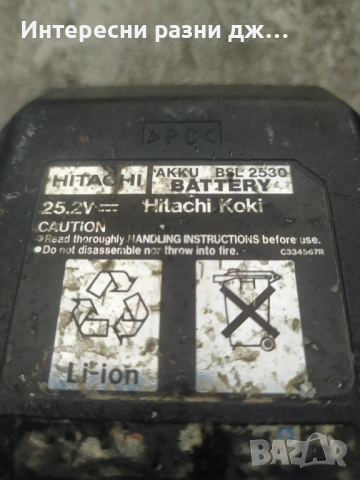 Интересни разни дж...
>PC<
HITACHI
AKKU BSL 2530
BATTERY
25.2V⎓ Hitachi Koki
CAUTION
●Read thoroughly HANDLING INSTRUCTIONS before use.
●Do not disassemble nor throw into fire.
C334567R
Li-ion
BAZAR